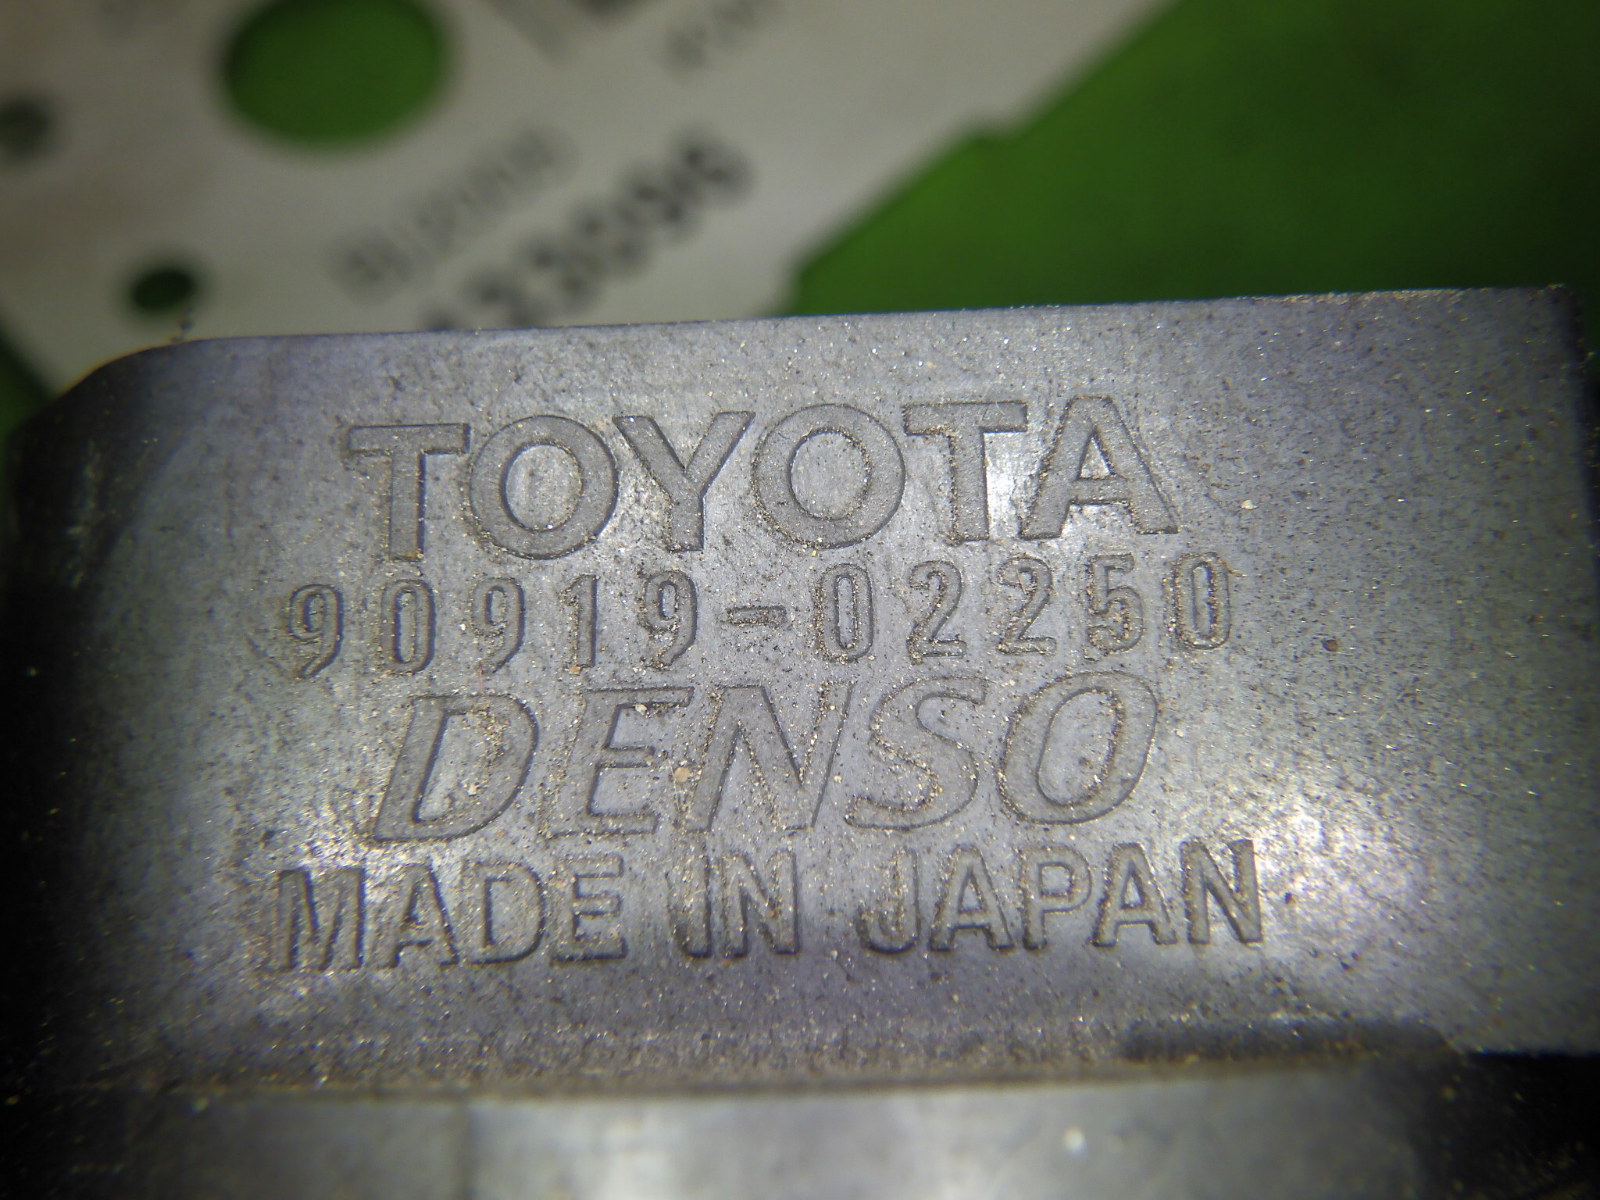 TOYOTA
90919-02250
DENSO
MADE IN JAPAN